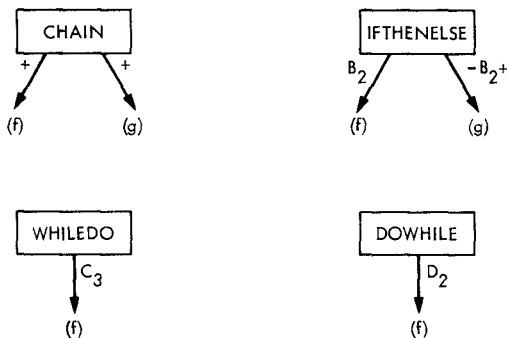 CHAIN
+ +
(f) (g)
IFTHENELSE
B2 -B2+
(f) (g)
WHILEDO
C3
(f)
DOWHILE
D2
(f)